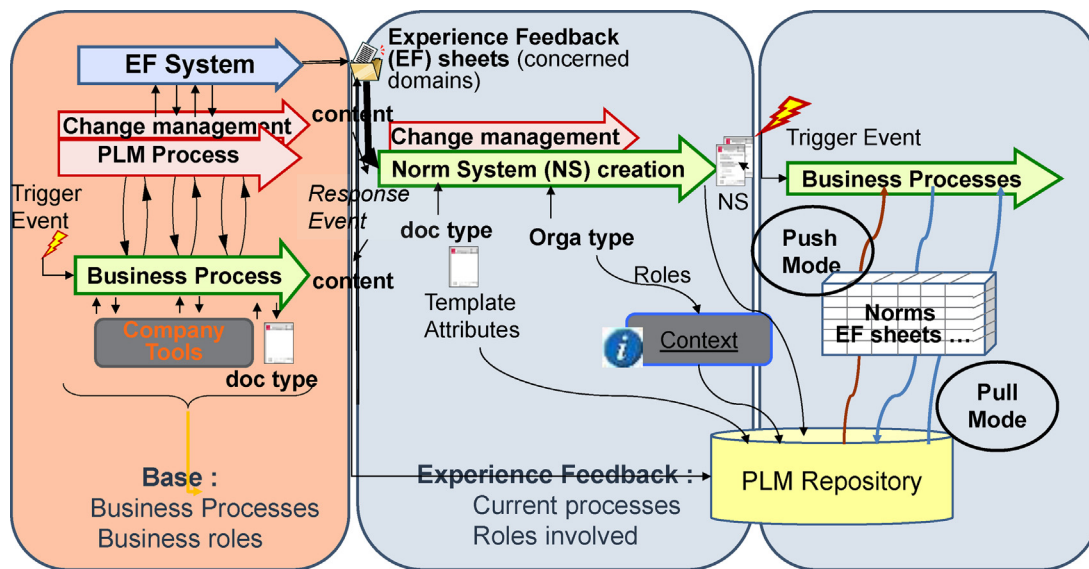 EF System
Change management
PLM Process
Trigger
Event
Business Process
Company
Tools
doc type
Base :
Business Processes
Business roles
Experience Feedback
(EF) sheets (concerned
domains)
content
Change management
Norm System (NS) creation
Response
Event
content
doc type
Orga type
Template
Attributes
Roles
Context
NS
Experience Feedback :
Current processes
Roles involved
Trigger Event
Business Processes
Push
Mode
Norms
EF sheets ...
Pull
Mode
PLM Repository